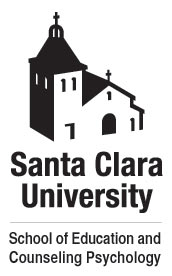 Santa Clara
University
School of Education and
Counseling Psychology